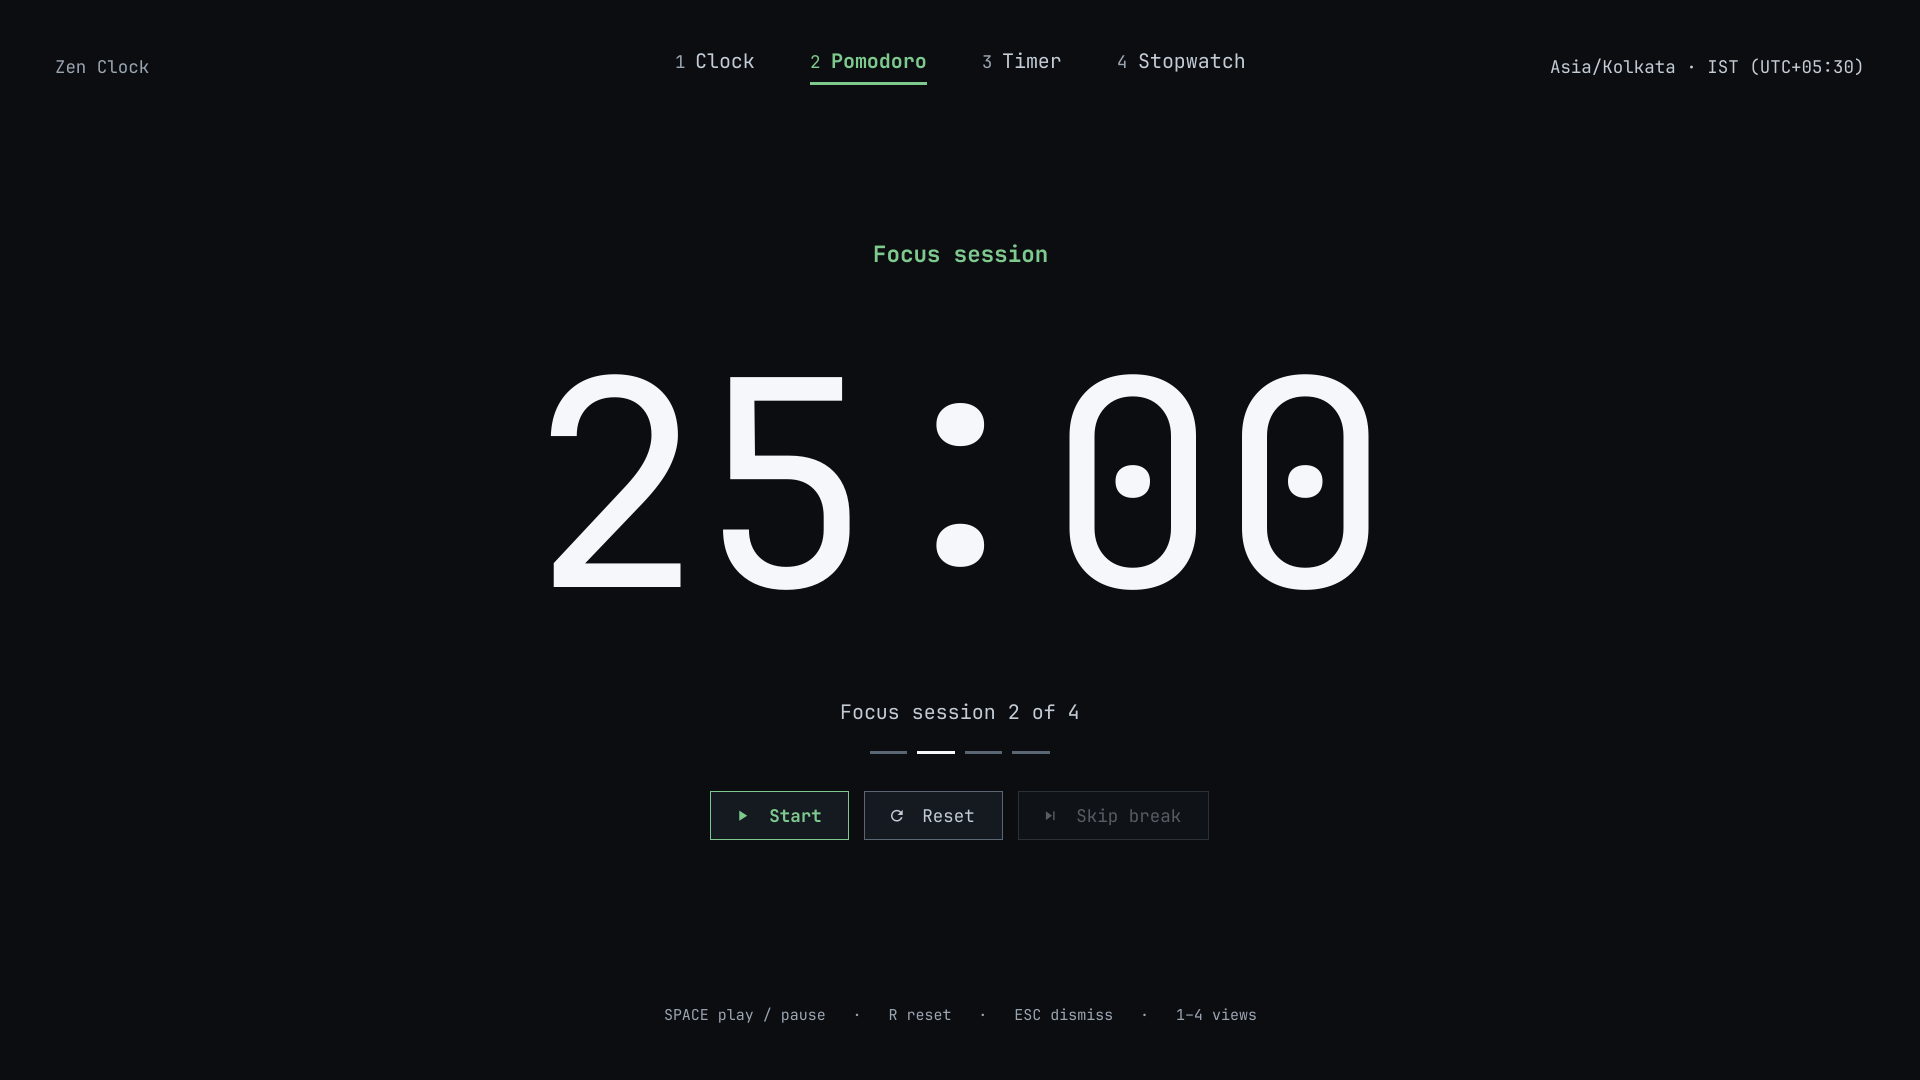 Zen Clock
1 Clock
2 Pomodoro
3 Timer
4 Stopwatch
Asia/Kolkata · IST (UTC+05:30)
Focus session
25:00
Focus session 2 of 4
Start
Reset
Skip break
SPACE play / pause · R reset · ESC dismiss · 1–4 views